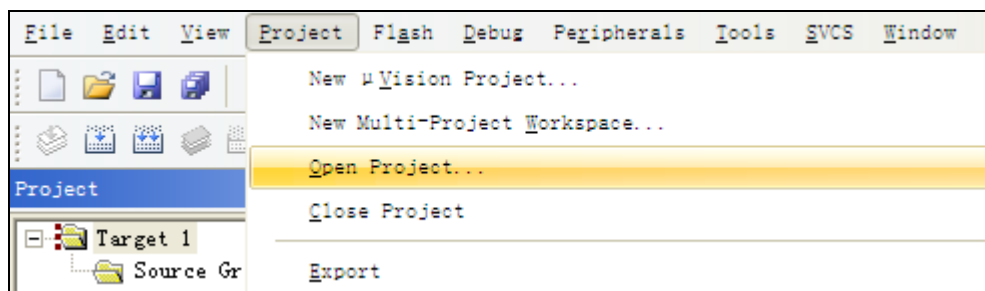 File Edit View Project Flash Debug Peripherals Tools SVCS Window
New μVision Project...
New Multi-Project Workspace...
Open Project...
Project
Close Project
Target 1
Source Gr
Export